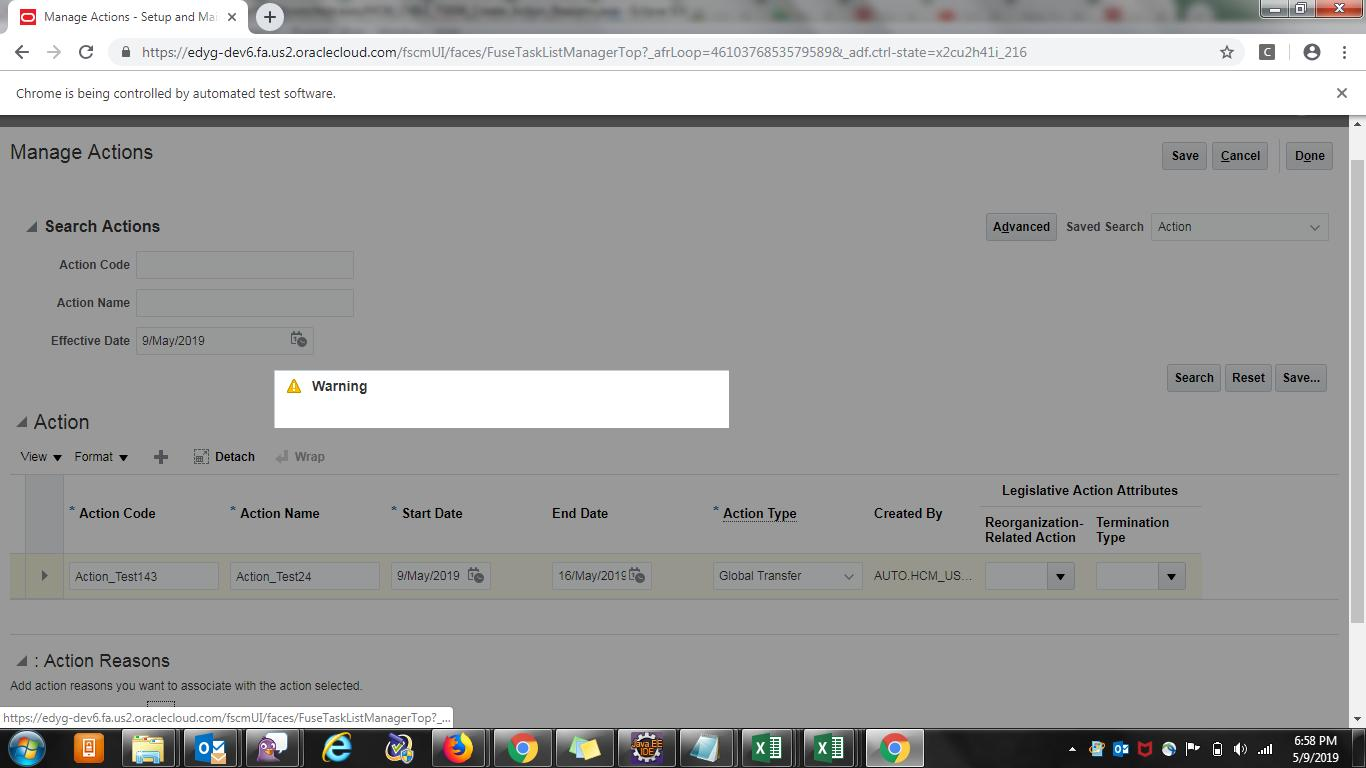 Manage Actions - Setup and Mai
https://edyg-dev6.fa.us2.oraclecloud.com/fscmUI/faces/FuseTaskListManagerTop?_afrLoop=46103768535795589&_adf.ctrl-state=x2cu2h41i_216
C
Chrome is being controlled by automated test software.
Manage Actions
Save Cancel Done
Search Actions
Advanced Saved Search Action
Action Code
Action Name
Effective Date 9/May/2019
Warning
Search Reset Save...
Action
View Format Detach Wrap
Legislative Action Attributes
* Action Code * Action Name * Start Date End Date * Action Type Created By Reorganization-Related Action Termination Type
Action_Test143 Action_Test24 9/May/2019 16/May/2019 Global Transfer AUTO.HCM_US...
: Action Reasons
Add action reasons you want to associate with the action selected.
https://edyg-dev6.fa.us2.oraclecloud.com/fscmUI/faces/FuseTaskListManagerTop?_...
Java EE
IDE
6:58 PM
5/9/2019